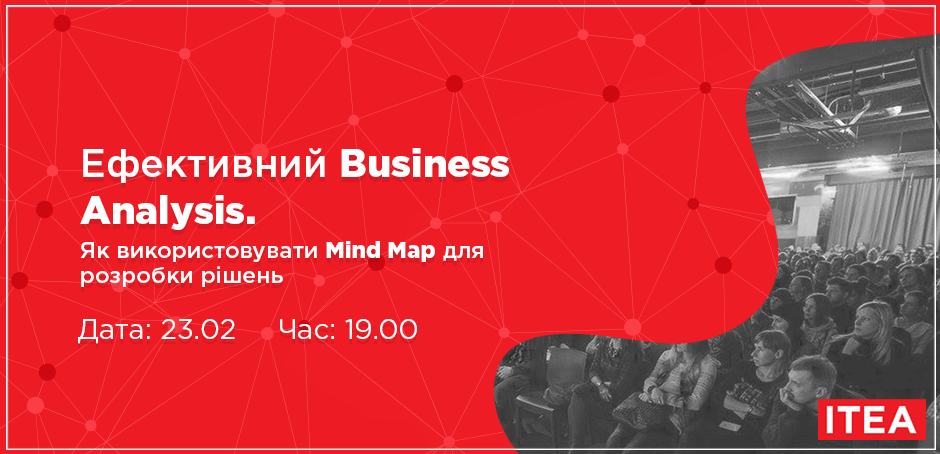 Ефективний Business
Analysis.
Як використовувати Mind Map для
розробки рішень
Дата: 23.02 Час: 19.00
ITEA